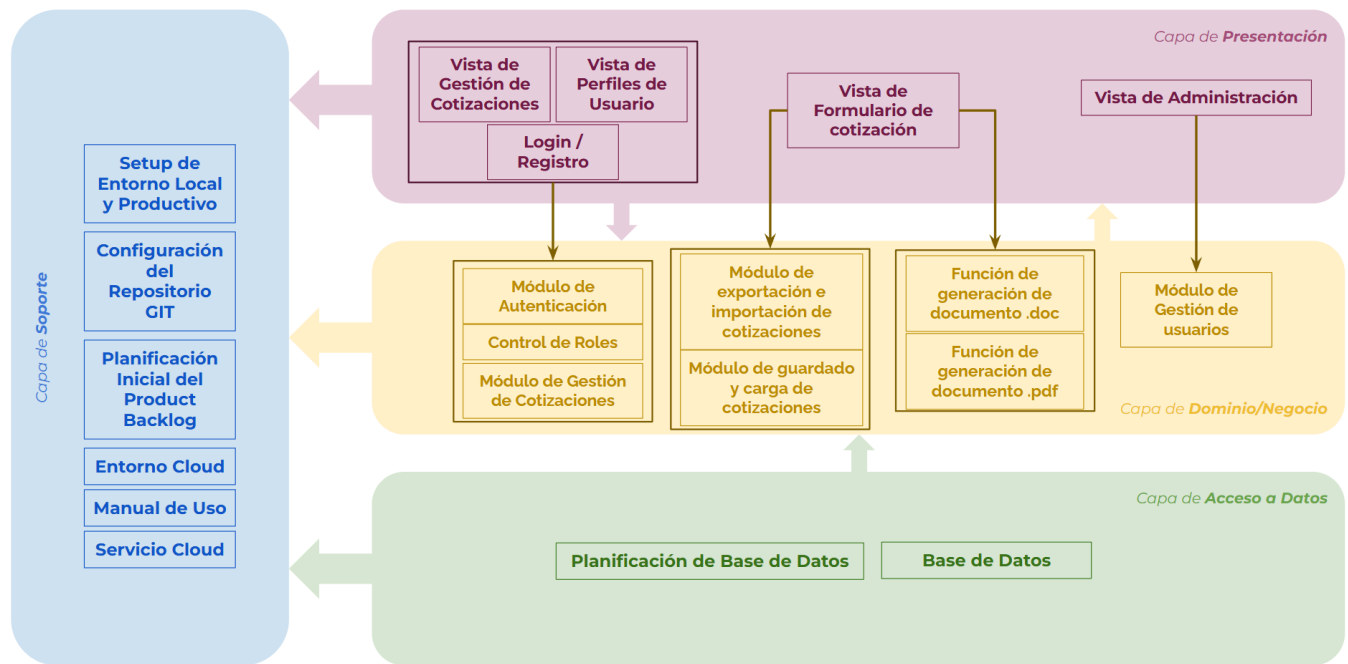 Capa de Soporte
Setup de
Entorno Local
y Productivo
Configuración
del
Repositorio
GIT
Planificación
Inicial del
Product
Backlog
Entorno Cloud
Manual de Uso
Servicio Cloud
Capa de Presentación
Vista de
Gestión de
Cotizaciones
Vista de
Perfiles de
Usuario
Login /
Registro
Vista de
Formulario de
cotización
Vista de Administración
Módulo de
Autenticación
Control de Roles
Módulo de Gestión
de Cotizaciones
Módulo de
exportación e
importación de
cotizaciones
Módulo de guardado
y carga de
cotizaciones
Función de
generación de
documento .doc
Función de
generación de
documento .pdf
Módulo de
Gestión de
usuarios
Capa de Dominio/Negocio
Capa de Acceso a Datos
Planificación de Base de Datos
Base de Datos